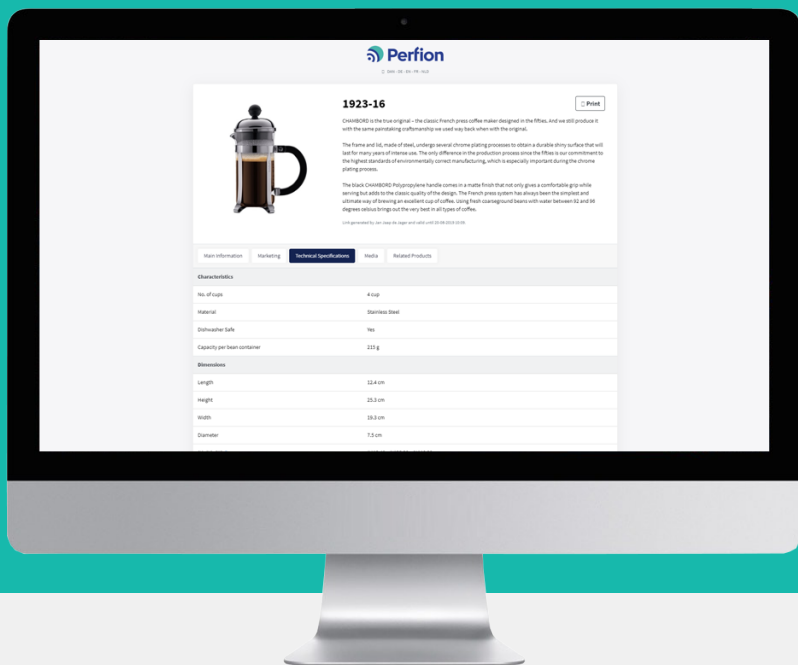 Perfion
1923-16
Print
CHAMBORD is the true original – the classic French press coffee maker designed in the fifties. And we still produce it
with the same painstaking craftsmanship we used way back when with the original.
The frame and lid, made of steel, undergo several chrome plating processes to obtain a durable shiny surface that will
last for many years of intense use. The only difference in the production process since the fifties is our commitment to
the highest standards of environmentally correct manufacturing, which is especially important during the chrome
plating process.
The black CHAMBORD Polypropylene handle comes in a matte finish that not only gives a comfortable grip while
serving but adds to the classic quality of the design. The French press system has always been the simplest and
ultimate way of brewing an excellent cup of coffee. Using fresh coarseground beans with water between 92 and 96
degrees celsius brings out the very best in all types of coffee.
Link generated by Jan Jaap de Jager and valid until
Main Information Marketing Technical Specifications Media Related Products
Characteristics
No. of cups 4 cup
Material Stainless Steel
Dishwasher Safe Yes
Capacity per bean container 215 g
Dimensions
Length 12.4 cm
Height 25.3 cm
Width 19.3 cm
Diameter 7.5 cm